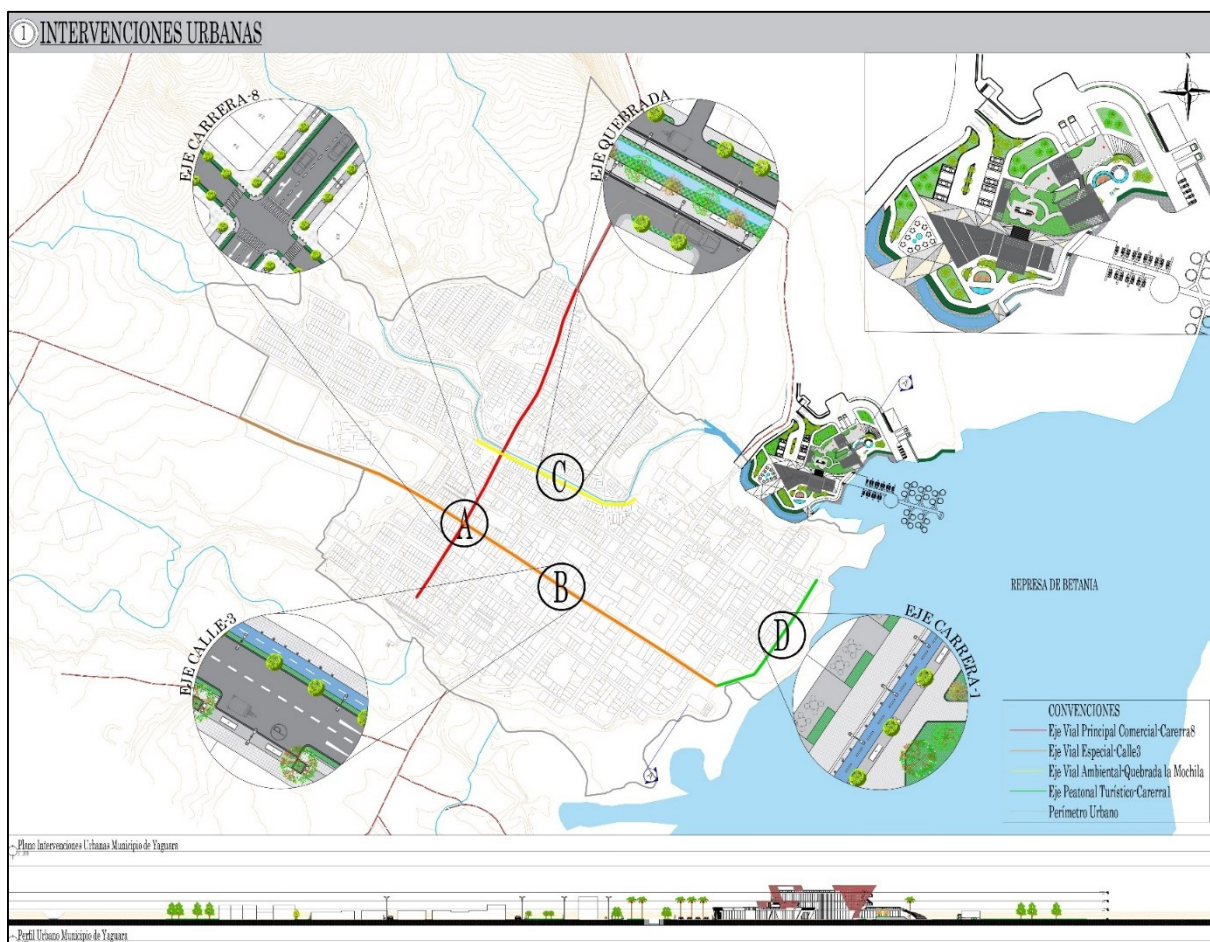 1 INTERVENCIONES URBANAS
EJE CARRERA-8
EJE QUEBRADA
C
A
B
D
REPRESA DE BETANIA
EJE CALLE-3
EJE CARRERA-1
CONVENCIONES
Eje Vial Principal Comercial-Carerra8
Eje Vial Especial-Calle3
Eje Vial Ambiental-Quebrada la Mochila
Eje Peatonal Turístico-Carerra1
Perímetro Urbano
Plano Intervenciones Urbanas Municipio de Yaguara
Perfil Urbano Municipio de Yaguara